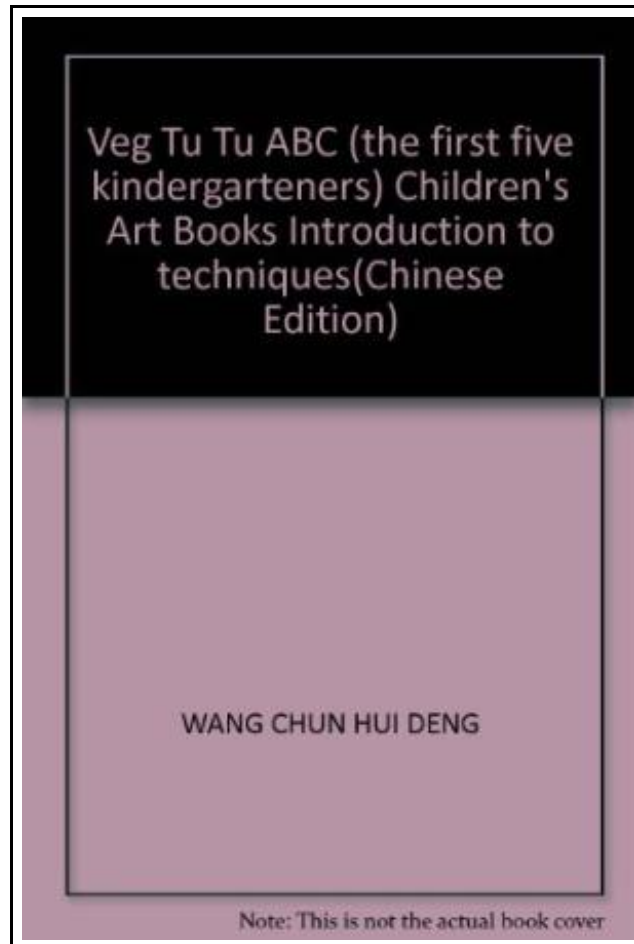 Veg Tu Tu ABC (the first five
kindergarteners) Children's
Art Books Introduction to
techniques(Chinese
Edition)
WANG CHUN HUI DENG
Note: This is not the actual book cover